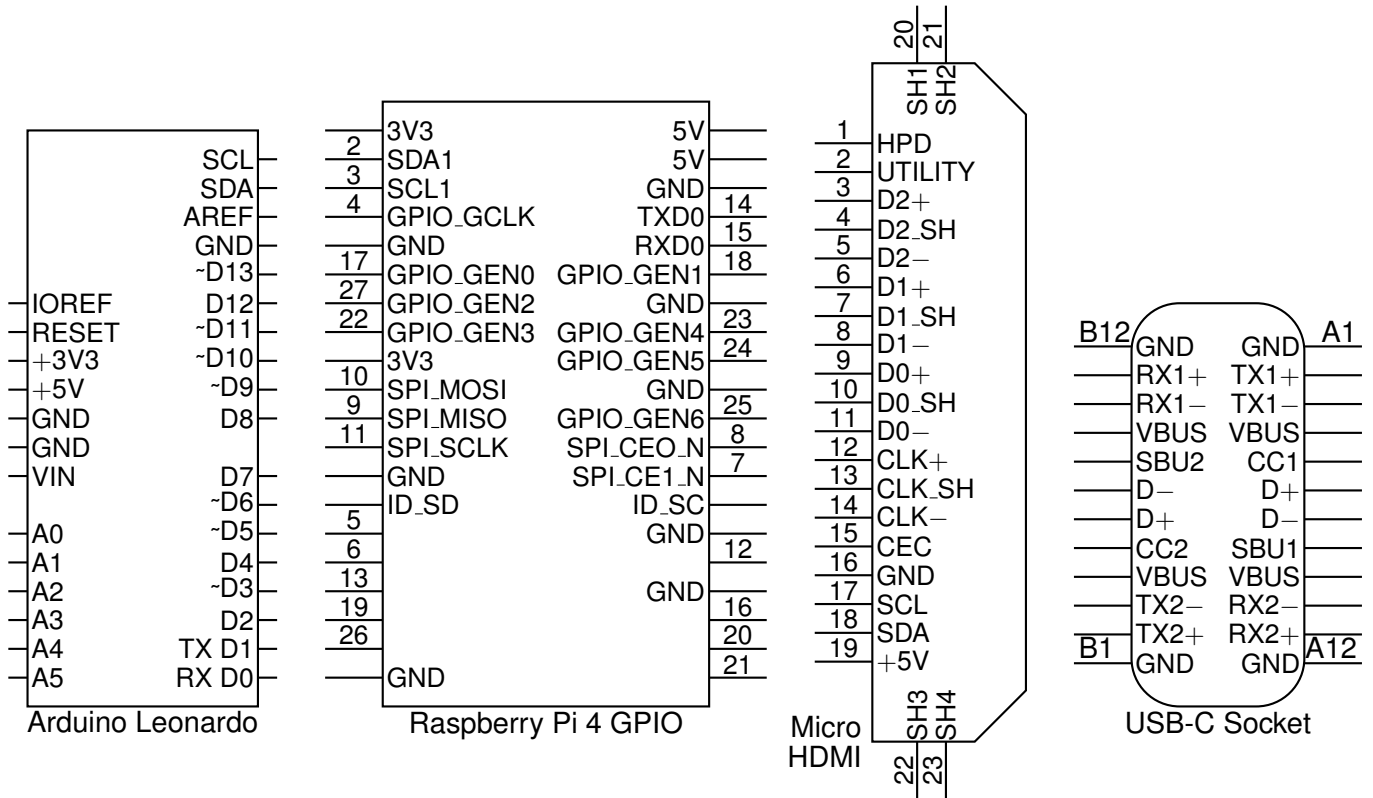 SCL
SDA
AREF
GND
~D13
IOREF D12
RESET ~D11
+3V3 ~D10
+5V ~D9
GND D8
GND
VIN D7
~D6
A0 ~D5
A1 D4
A2 ~D3
A3 D2
A4 TX D1
A5 RX D0
Arduino Leonardo
3V3 5V
2 SDA1 5V
3 SCL1 GND
4 GPIO_GCLK TXD0 14
GND RXD0 15
17 GPIO_GEN0 GPIO_GEN1 18
27 GPIO_GEN2 GND
22 GPIO_GEN3 GPIO_GEN4 23
3V3 GPIO_GEN5 24
10 SPI_MOSI GND
9 SPI_MISO GPIO_GEN6 25
11 SPI_SCLK SPI_CEO_N 8
GND SPI_CE1_N 7
ID_SD ID_SC
5 GND
6 12
13 GND
19 16
26 20
GND 21
Raspberry Pi 4 GPIO
20 21
SH1 SH2
1 HPD
2 UTILITY
3 D2+
4 D2_SH
5 D2−
6 D1+
7 D1_SH
8 D1−
9 D0+
10 D0_SH
11 D0−
12 CLK+
13 CLK_SH
14 CLK−
15 CEC
16 GND
17 SCL
18 SDA
19 +5V
SH3 SH4
22 23
Micro
HDMI
B12 GND GND A1
RX1+ TX1+
RX1− TX1−
VBUS VBUS
SBU2 CC1
D− D+
D+ D−
CC2 SBU1
VBUS VBUS
TX2− RX2−
TX2+ RX2+
B1 GND GND A12
USB-C Socket